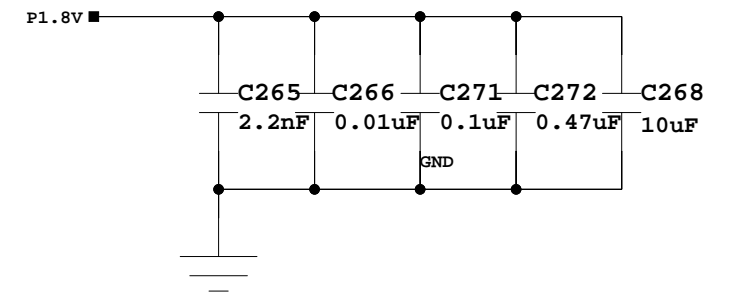 P1.8V
C265 C266 C271 C272 C268
2.2nF 0.01uF 0.1uF 0.47uF 10uF
GND